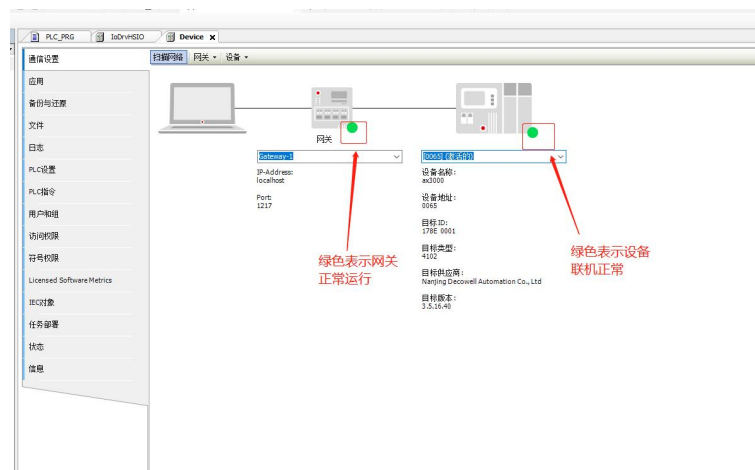 PLC_PRG
IoDrvHSIO
Device
通信设置
扫描网络 网关 设备
应用
备份与还原
文件
日志
PLC设置
PLC指令
用户和组
访问权限
符号权限
Licensed Software Metrics
IEC对象
任务部署
状态
信息
网关
Gateway-1
IP-Address:
localhost
Port:
1217
[0065] (激活的)
设备名称:
ax3000
设备地址:
0065
目标ID:
178E 0001
目标类型:
4102
目标供应商:
Nanjing Decowell Automation Co., Ltd
目标版本:
3.5.16.40
绿色表示网关
正常运行
绿色表示设备
联机正常